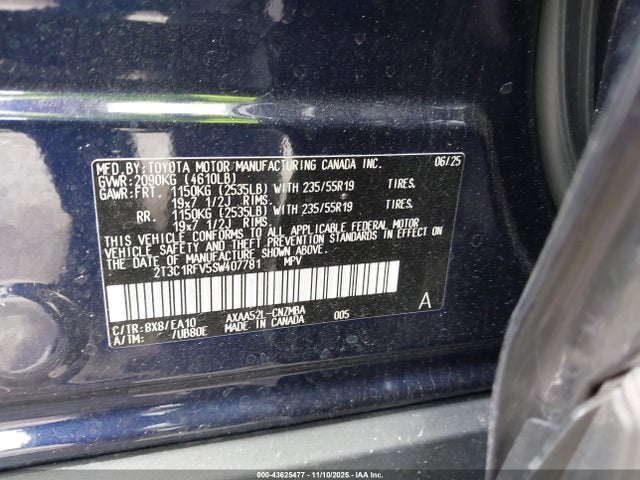 MFD.BY:TOYOTA MOTOR MANUFACTURING CANADA INC. 06/25
GVWR:2090KG (4610LB)
GAWR:FRT. 1150KG (2535LB) WITH 235/55R19 TIRES.
19x7 1/2J RIMS.
RR. 1150KG (2535LB) WITH 235/55R19 TIRES.
19x7 1/2J RIMS.
THIS VEHICLE CONFORMS TO ALL APPLICABLE FEDERAL MOTOR
VEHICLE SAFETY, BUMPER, AND THEFT PREVENTION STANDARDS IN
EFFECT ON THE DATE OF MANUFACTURE SHOWN ABOVE.
2T3C1RFV5SW407781 MPV
A
C/TR:8X8/EA10 AXAA52L-CNZMBA
A/TM: /UB80E MADE IN CANADA 005
000-43625477 - 11/10/2025 - IAA Inc.